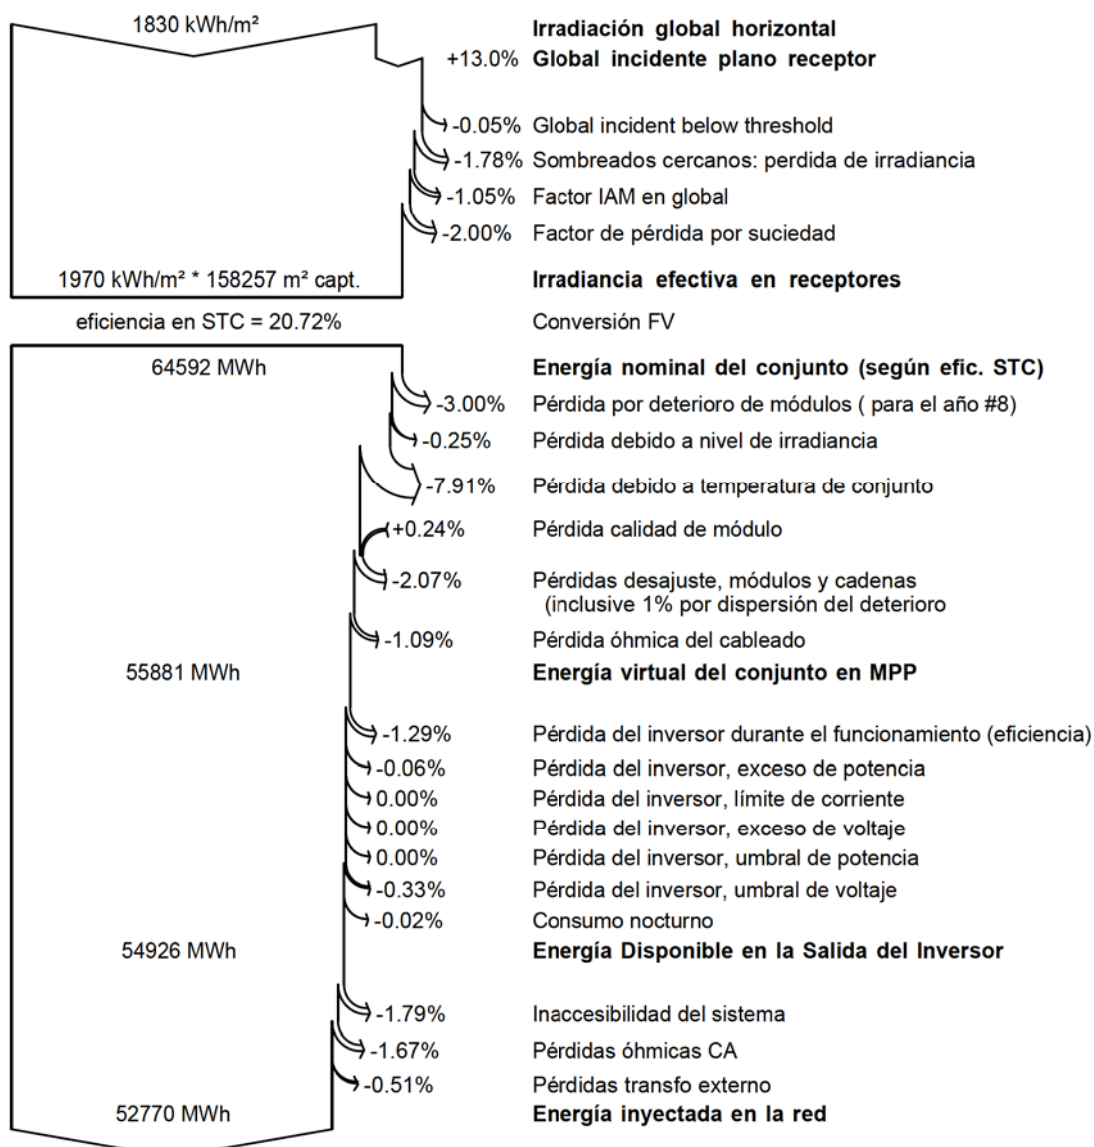 1830 kWh/m² Irradiación global horizontal
+13.0% Global incidente plano receptor
-0.05% Global incident below threshold
-1.78% Sombreados cercanos: perdida de irradiancia
-1.05% Factor IAM en global
-2.00% Factor de pérdida por suciedad
1970 kWh/m² * 158257 m² capt. Irradiancia efectiva en receptores
eficiencia en STC = 20.72% Conversión FV
64592 MWh Energía nominal del conjunto (según efic. STC)
-3.00% Pérdida por deterioro de módulos ( para el año #8)
-0.25% Pérdida debido a nivel de irradiancia
-7.91% Pérdida debido a temperatura de conjunto
+0.24% Pérdida calidad de módulo
-2.07% Pérdidas desajuste, módulos y cadenas
(inclusive 1% por dispersión del deterioro
-1.09% Pérdida óhmica del cableado
55881 MWh Energía virtual del conjunto en MPP
-1.29% Pérdida del inversor durante el funcionamiento (eficiencia)
-0.06% Pérdida del inversor, exceso de potencia
0.00% Pérdida del inversor, límite de corriente
0.00% Pérdida del inversor, exceso de voltaje
0.00% Pérdida del inversor, umbral de potencia
-0.33% Pérdida del inversor, umbral de voltaje
-0.02% Consumo nocturno
54926 MWh Energía Disponible en la Salida del Inversor
-1.79% Inaccesibilidad del sistema
-1.67% Pérdidas óhmicas CA
-0.51% Pérdidas transfo externo
52770 MWh Energía inyectada en la red